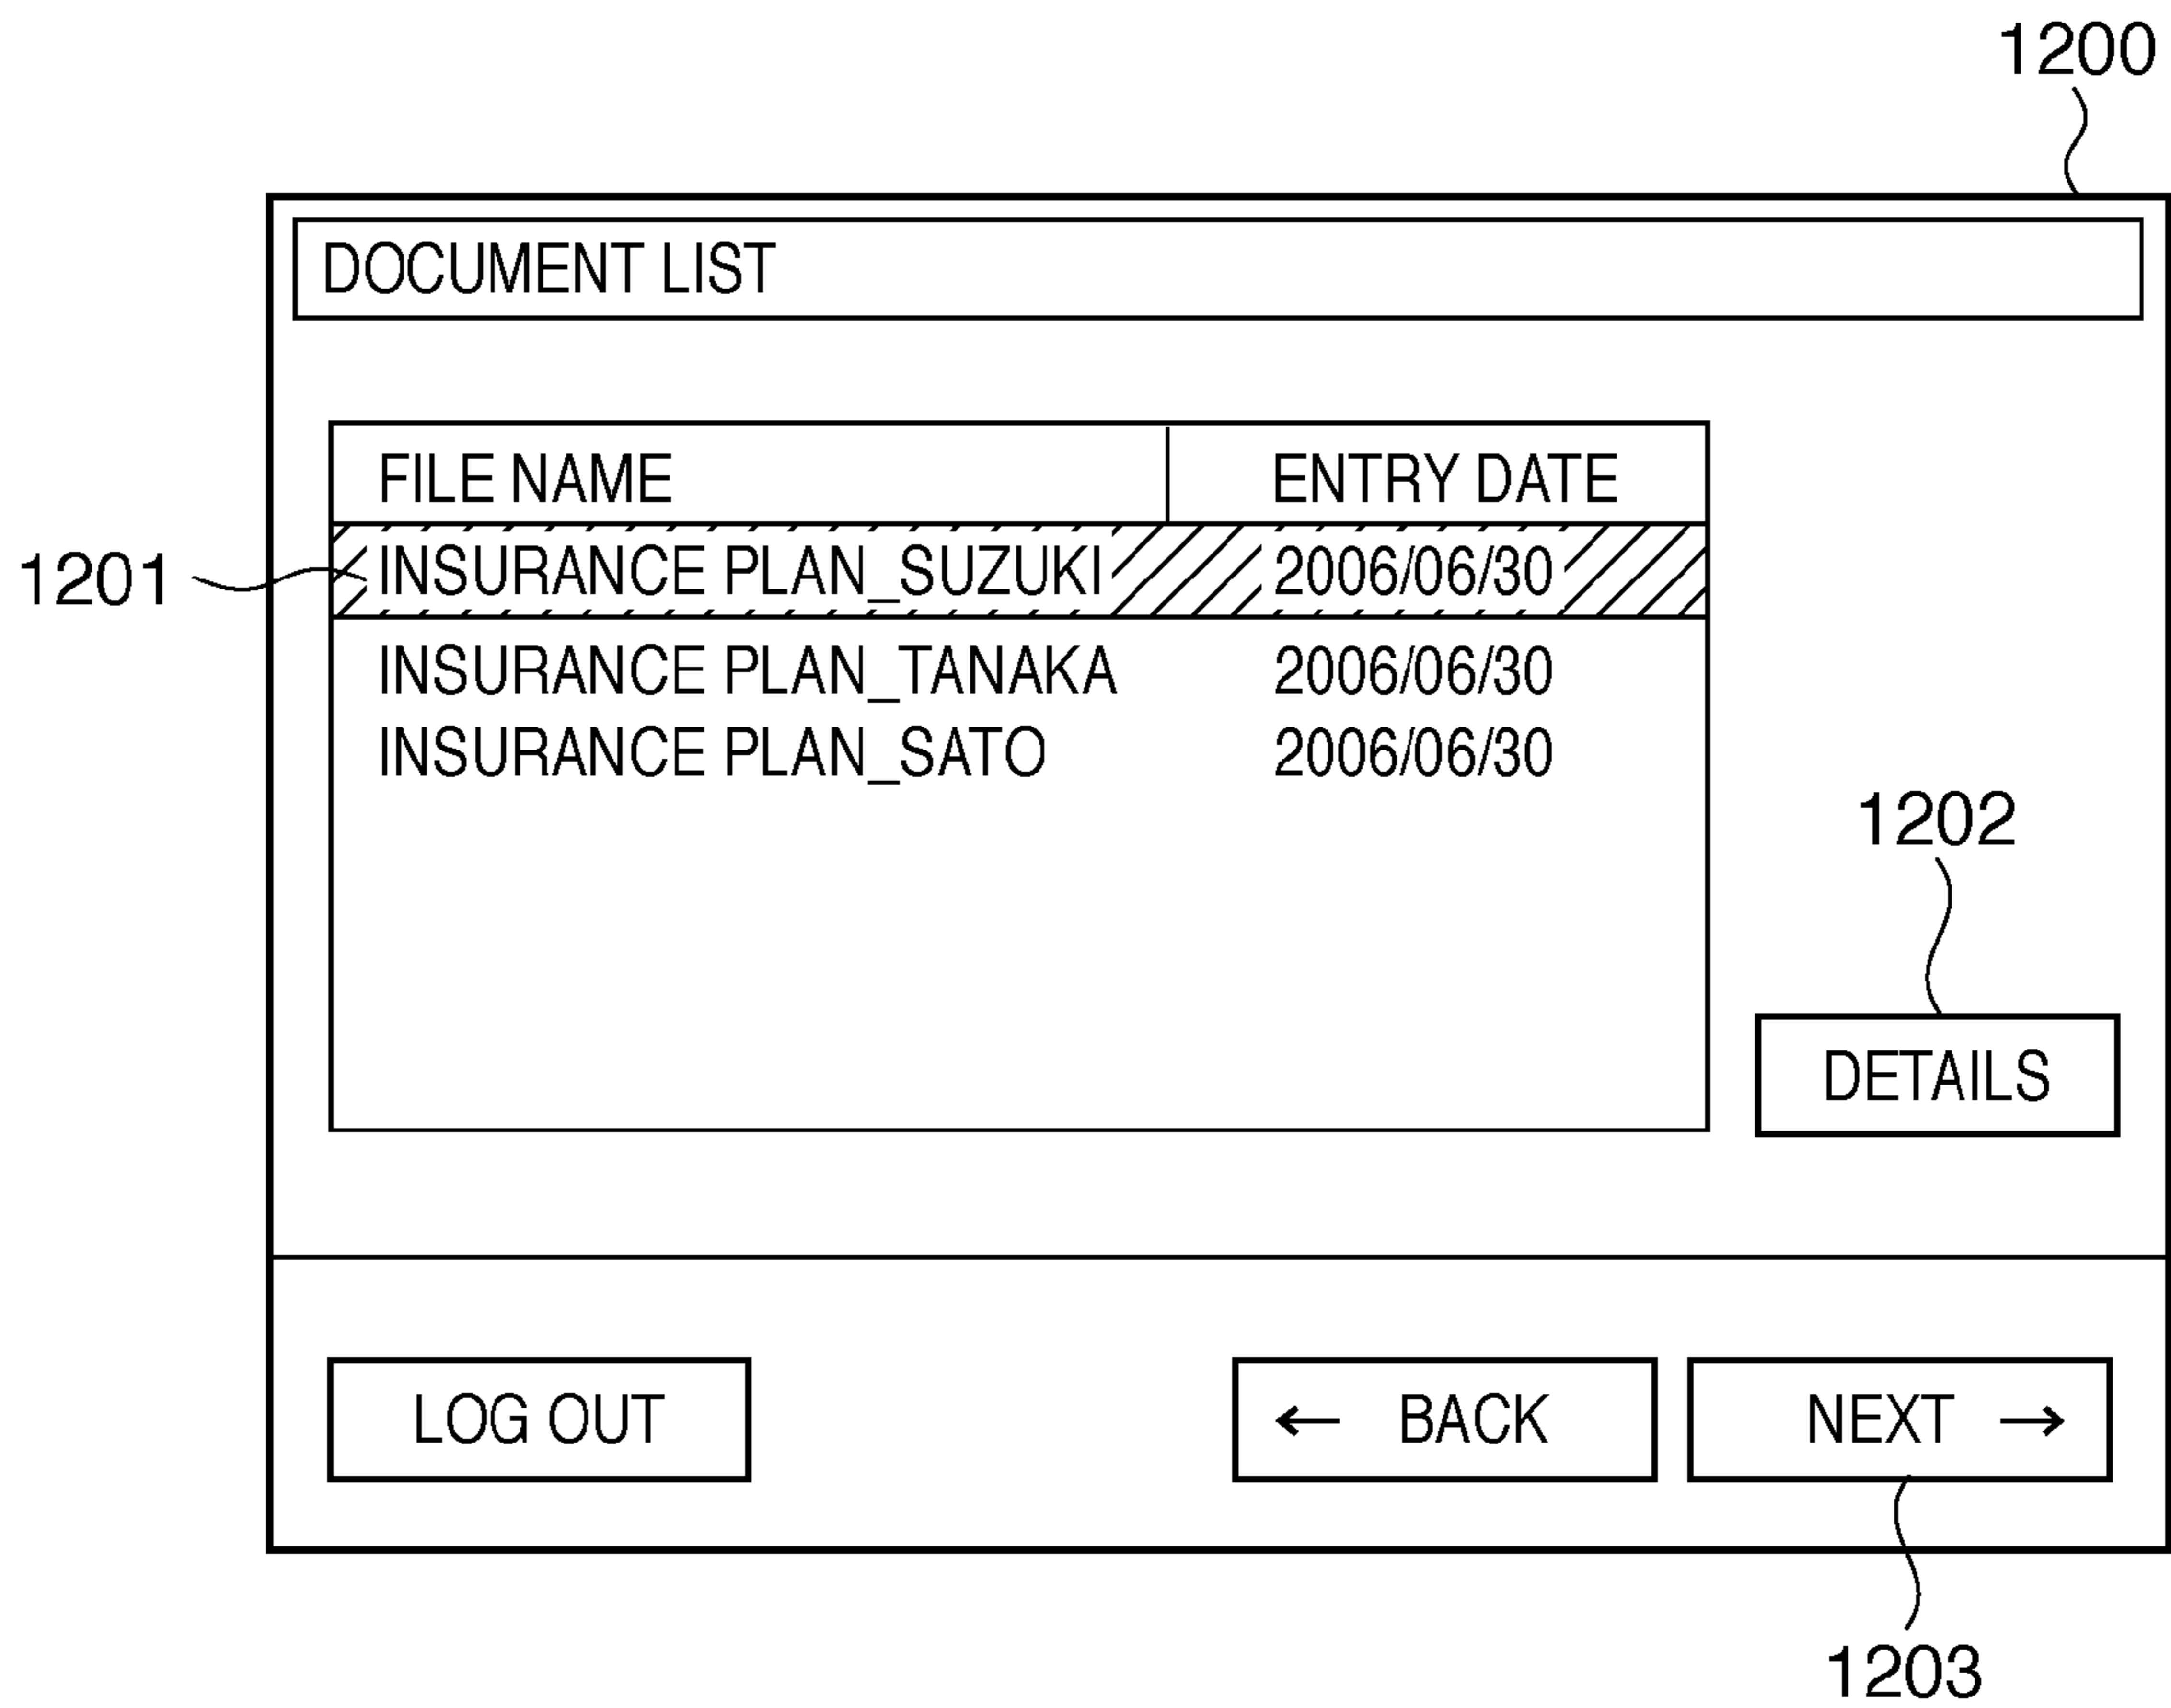 1200
DOCUMENT LIST
FILE NAME ENTRY DATE
1201 INSURANCE PLAN_SUZUKI 2006/06/30
INSURANCE PLAN_TANAKA 2006/06/30
INSURANCE PLAN_SATO 2006/06/30
1202
DETAILS
LOG OUT ← BACK NEXT →
1203